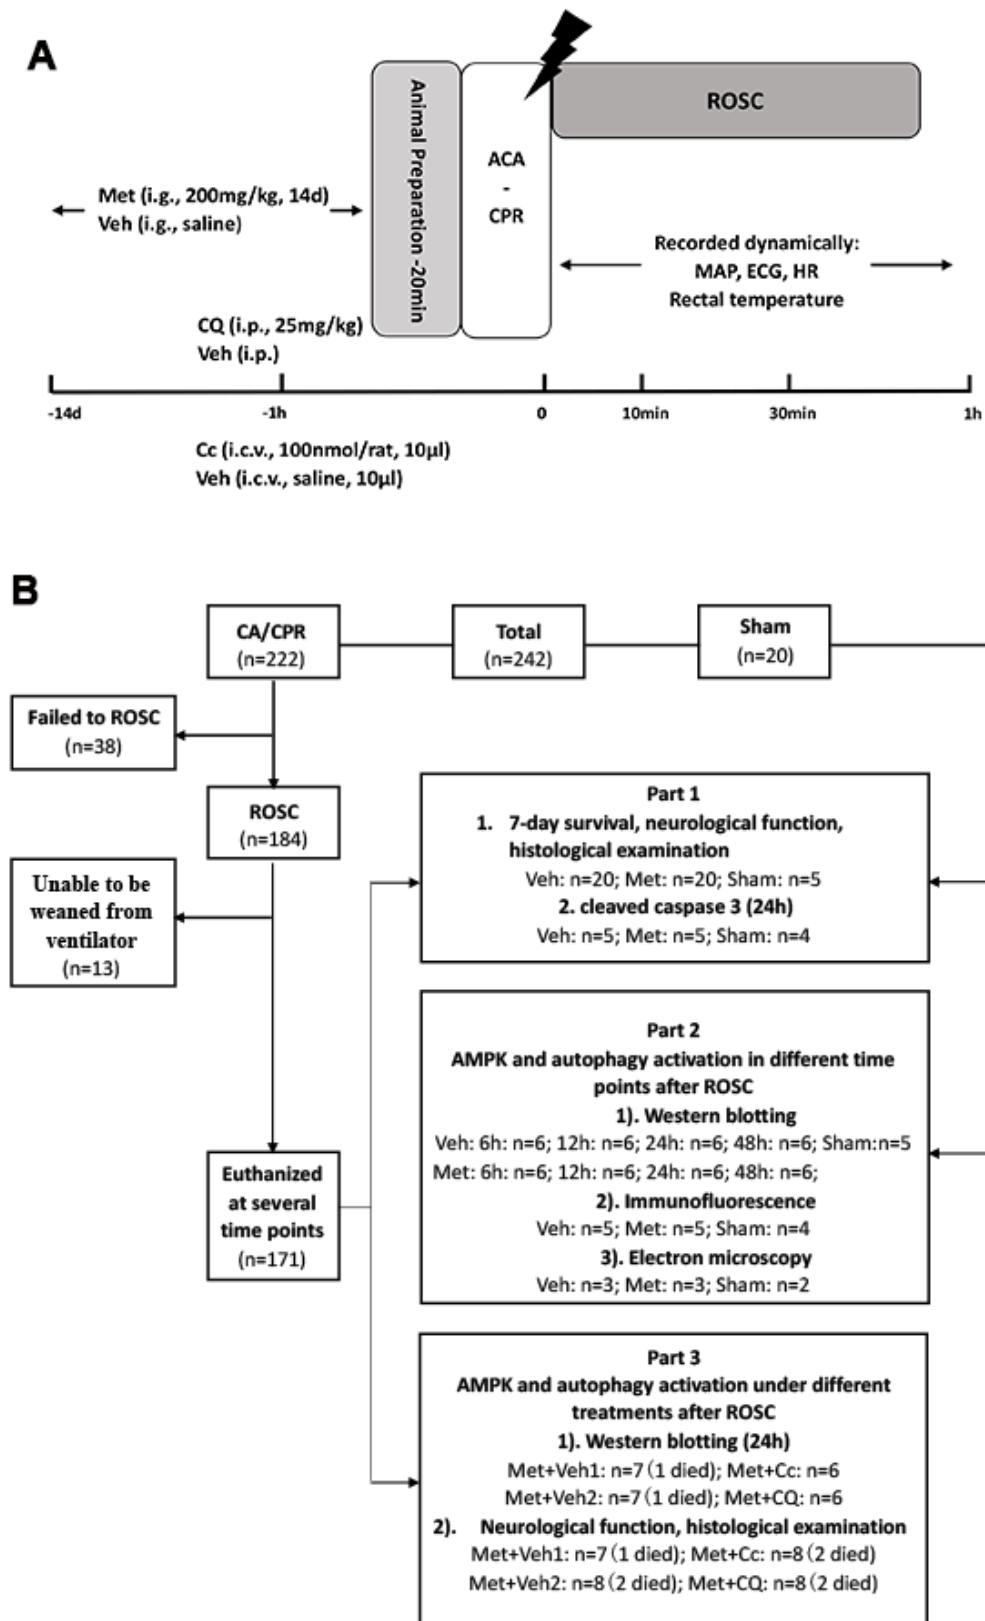 A
Animal Preparation -20min
ACA
-
CPR
ROSC
Met (i.g., 200mg/kg, 14d)
Veh (i.g., saline)
Recorded dynamically:
MAP, ECG, HR
Rectal temperature
CQ (i.p., 25mg/kg)
Veh (i.p.)
-14d
-1h
0
10min
30min
1h
Cc (i.c.v., 100nmol/rat, 10μl)
Veh (i.c.v., saline, 10μl)
B
CA/CPR
(n=222)
Total
(n=242)
Sham
(n=20)
Failed to ROSC
(n=38)
ROSC
(n=184)
Unable to be
weaned from
ventilator
(n=13)
Euthanized
at several
time points
(n=171)
Part 1
1. 7-day survival, neurological function,
histological examination
Veh: n=20; Met: n=20; Sham: n=5
2. cleaved caspase 3 (24h)
Veh: n=5; Met: n=5; Sham: n=4
Part 2
AMPK and autophagy activation in different time
points after ROSC
1). Western blotting
Veh: 6h: n=6; 12h: n=6; 24h: n=6; 48h: n=6; Sham:n=5
Met: 6h: n=6; 12h: n=6; 24h: n=6; 48h: n=6;
2). Immunofluorescence
Veh: n=5; Met: n=5; Sham: n=4
3). Electron microscopy
Veh: n=3; Met: n=3; Sham: n=2
Part 3
AMPK and autophagy activation under different
treatments after ROSC
1). Western blotting (24h)
Met+Veh1: n=7 (1 died); Met+Cc: n=6
Met+Veh2: n=7 (1 died); Met+CQ: n=6
2). Neurological function, histological examination
Met+Veh1: n=7 (1 died); Met+Cc: n=8 (2 died)
Met+Veh2: n=8 (2 died); Met+CQ: n=8 (2 died)